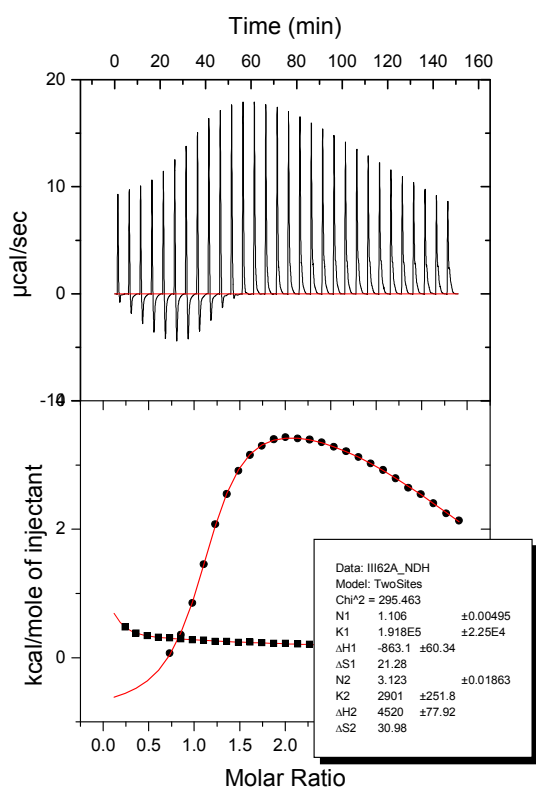 Time (min)
0 20 40 60 80 100 120 140 160
20
10
0
-10
µcal/sec
4
2
0
kcal/mole of injectant
0.0 0.5 1.0 1.5 2.0
Molar Ratio
Data: III62A_NDH
Model: TwoSites
Chi^2 = 295.463
N1 1.106 ±0.00495
K1 1.918E5 ±2.25E4
ΔH1 -863.1 ±60.34
ΔS1 21.28
N2 3.123 ±0.01863
K2 2901 ±251.8
ΔH2 4520 ±77.92
ΔS2 30.98